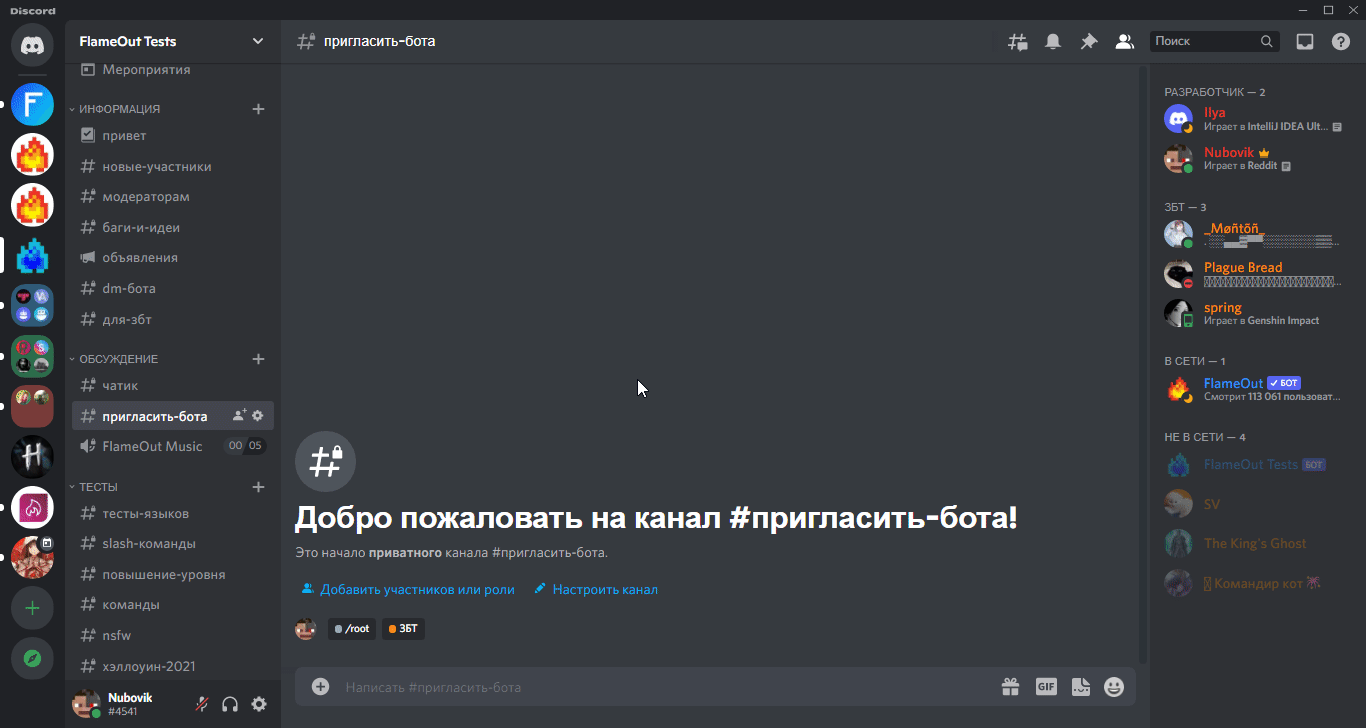 Discord
FlameOut Tests
Мероприятия
ИНФОРМАЦИЯ
привет
новые-участники
модераторам
баги-и-идеи
объявления
dm-бота
для-збт
ОБСУЖДЕНИЕ
чатик
пригласить-бота
FlameOut Music
00 05
ТЕСТЫ
тесты-языков
slash-команды
повышение-уровня
команды
nsfw
хэллоуин-2021
Nubovik
#4541
пригласить-бота
Поиск
Добро пожаловать на канал #пригласить-бота!
Это начало приватного канала #пригласить-бота.
Добавить участников или роли
Настроить канал
/root
ЗБТ
Написать #пригласить-бота
GIF
РАЗРАБОТЧИК — 2
Ilya
Играет в IntelliJ IDEA Ult...
Nubovik
Играет в Reddit
ЗБТ — 3
_Møñtõñ_
Plague Bread
spring
Играет в Genshin Impact
В СЕТИ — 1
FlameOut БОТ
Смотрит 113 061 пользоват...
НЕ В СЕТИ — 4
FlameOut Tests БОТ
SV
The King's Ghost
Командир кот